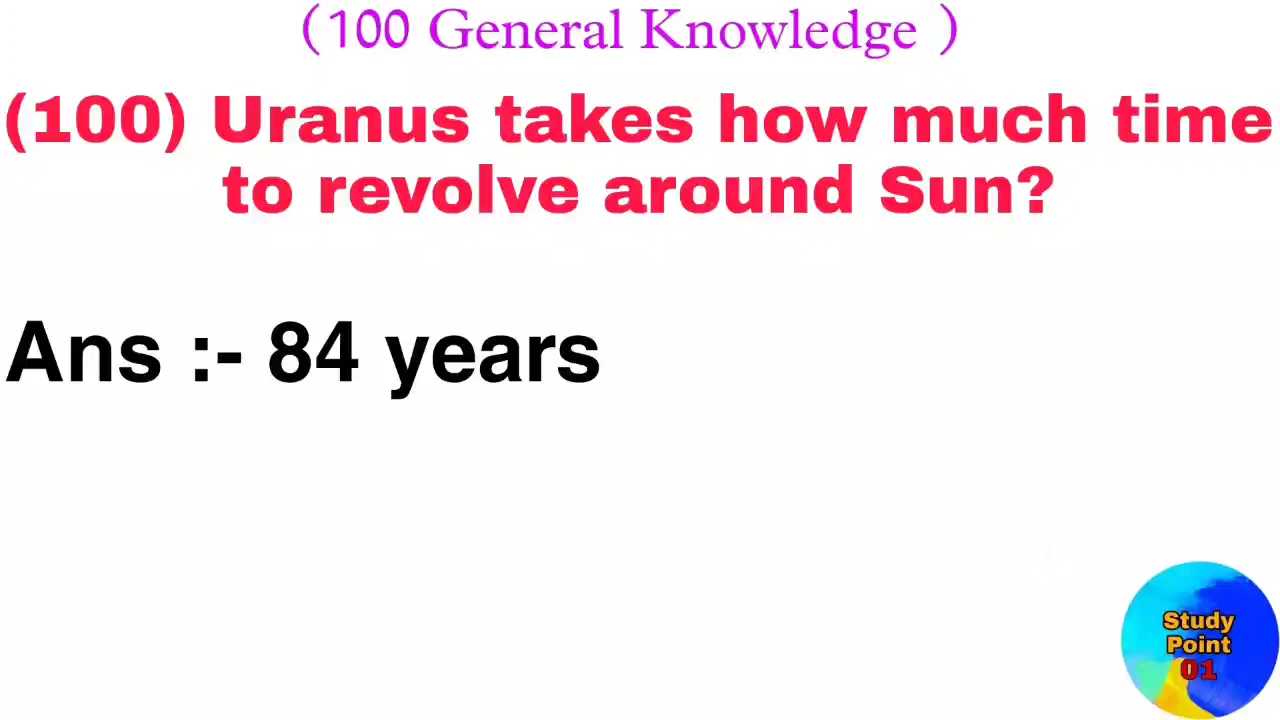 (100 General Knowledge )
(100) Uranus takes how much time
to revolve around Sun?
Ans :- 84 years
Study
Point
01